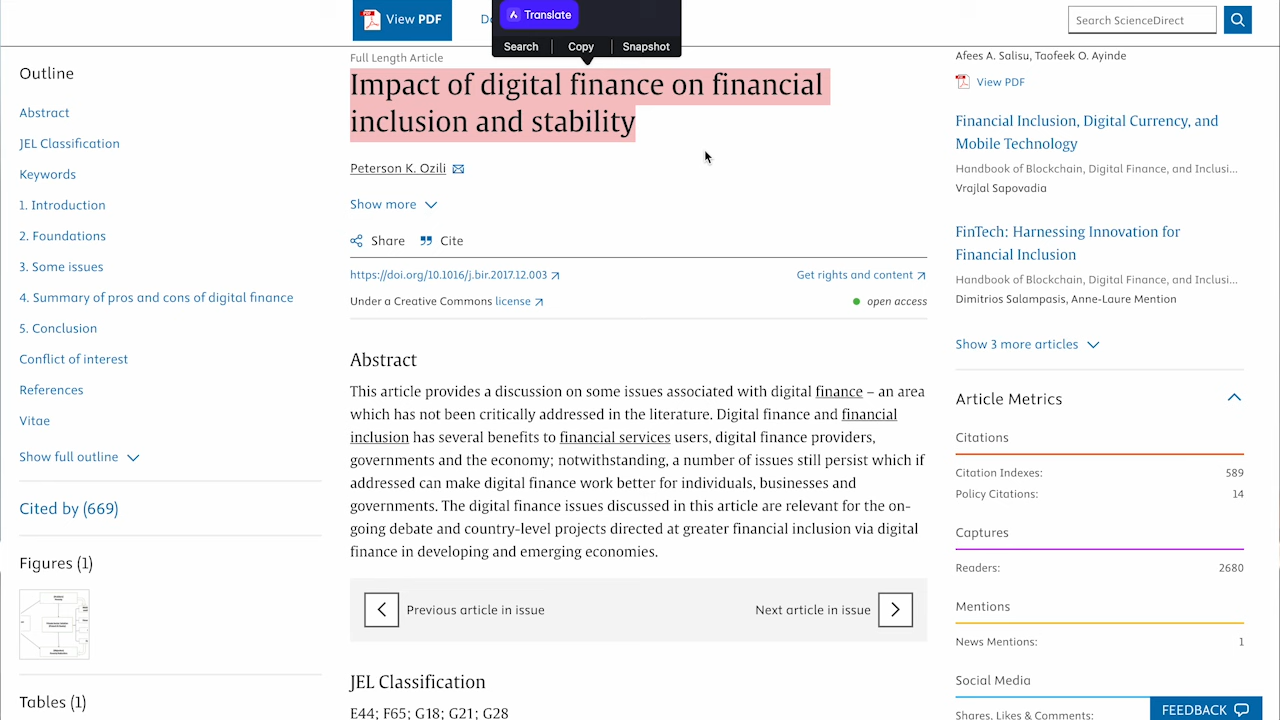 View PDF
Translate
Search
Copy
Snapshot
Search ScienceDirect
Outline
Abstract
JEL Classification
Keywords
1. Introduction
2. Foundations
3. Some issues
4. Summary of pros and cons of digital finance
5. Conclusion
Conflict of interest
References
Vitae
Show full outline
Cited by (669)
Figures (1)
Tables (1)
Full Length Article
Impact of digital finance on financial
inclusion and stability
Peterson K. Ozili
Show more
Share
Cite
https://doi.org/10.1016/j.bir.2017.12.003
Get rights and content
Under a Creative Commons license
open access
Abstract
This article provides a discussion on some issues associated with digital finance – an area
which has not been critically addressed in the literature. Digital finance and financial
inclusion has several benefits to financial services users, digital finance providers,
governments and the economy; notwithstanding, a number of issues still persist which if
addressed can make digital finance work better for individuals, businesses and
governments. The digital finance issues discussed in this article are relevant for the on-
going debate and country-level projects directed at greater financial inclusion via digital
finance in developing and emerging economies.
Previous article in issue
Next article in issue
JEL Classification
E44; F65; G18; G21; G28
Afees A. Salisu, Taofeek O. Ayinde
View PDF
Financial Inclusion, Digital Currency, and
Mobile Technology
Handbook of Blockchain, Digital Finance, and Inclusi...
Vrajlal Sapovadia
FinTech: Harnessing Innovation for
Financial Inclusion
Handbook of Blockchain, Digital Finance, and Inclusi...
Dimitrios Salampasis, Anne-Laure Mention
Show 3 more articles
Article Metrics
Citations
Citation Indexes: 589
Policy Citations: 14
Captures
Readers: 2680
Mentions
News Mentions: 1
Social Media
Shares, Likes & Comments:
FEEDBACK